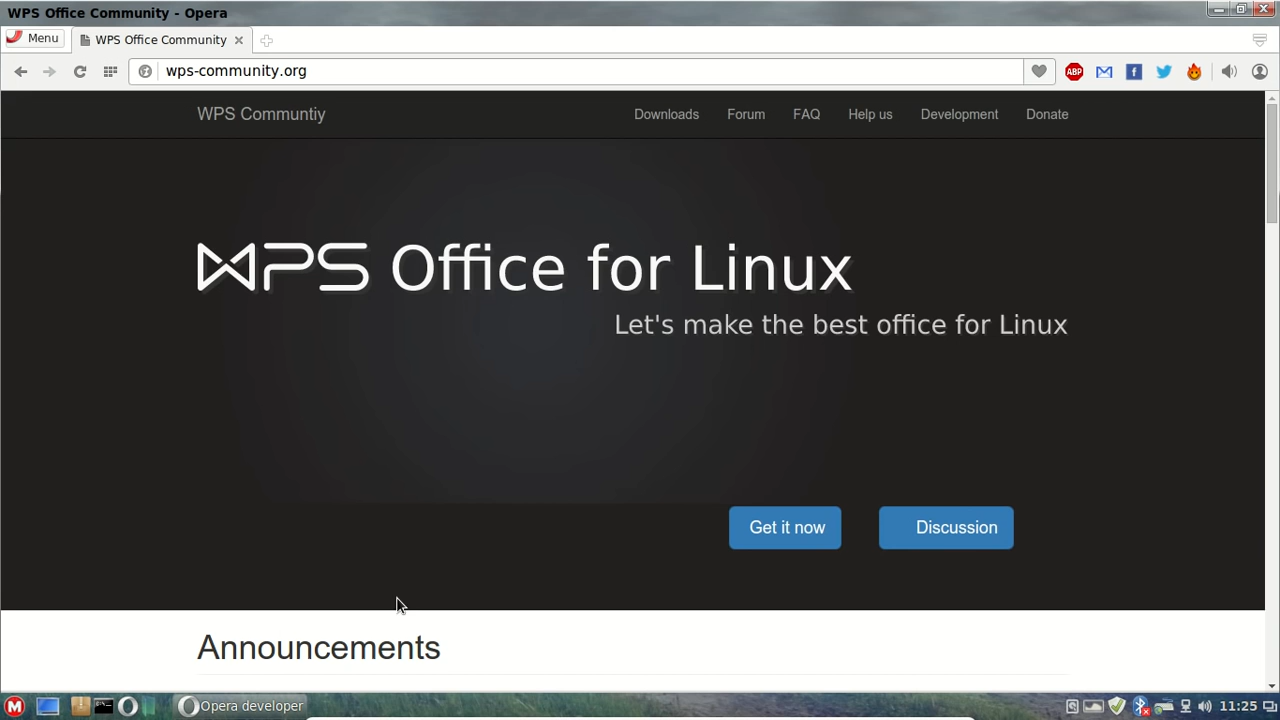 WPS Office Community - Opera
Menu
WPS Office Community
wps-community.org
ABP
WPS Communtiy
Downloads
Forum
FAQ
Help us
Development
Donate
WPS Office for Linux
Let's make the best office for Linux
Get it now
Discussion
Announcements
Opera developer
11:25